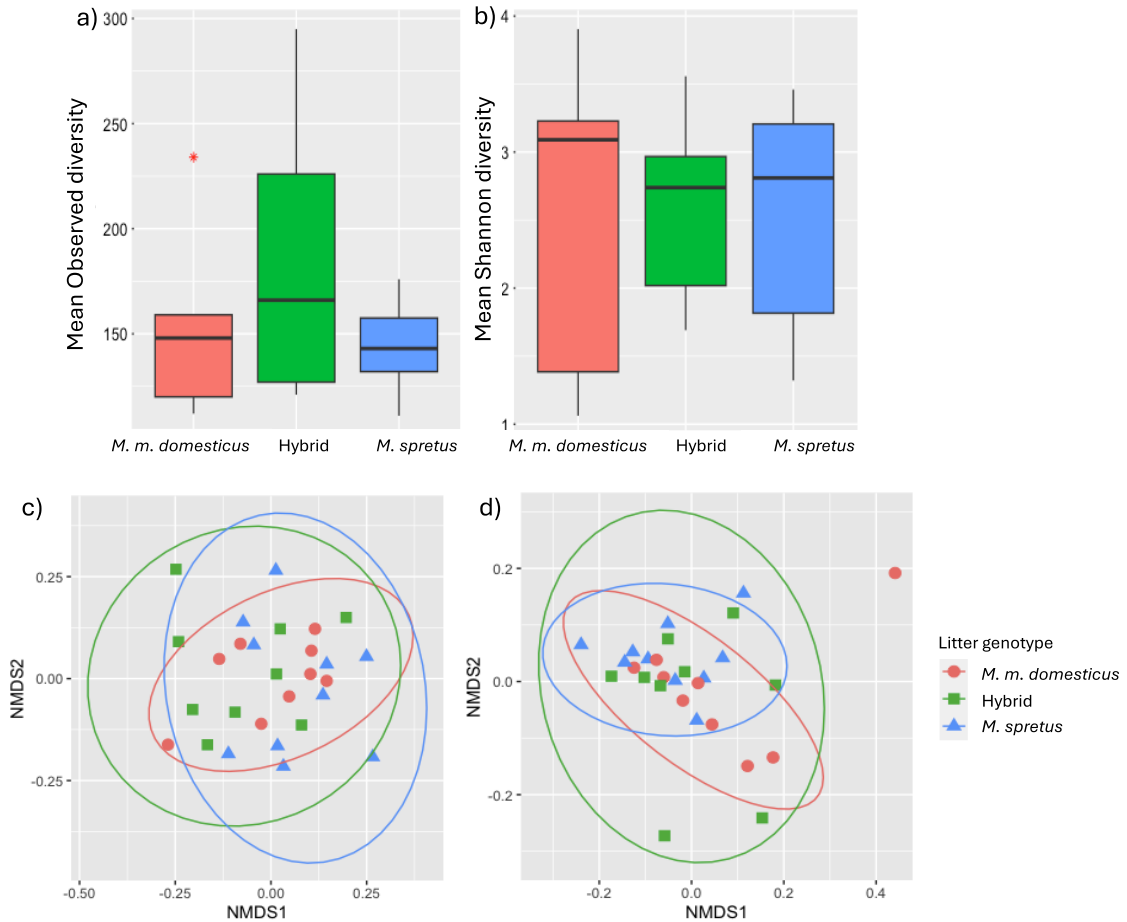 a)
Mean Observed diversity
300
250
200
150
M. m. domesticus Hybrid M. spretus
b)
Mean Shannon diversity
4
3
2
1
M. m. domesticus Hybrid M. spretus
c)
NMDS2
0.25
0.00
-0.25
-0.50 -0.25 0.00 0.25
NMDS1
d)
NMDS2
0.2
0.0
-0.2
-0.2 0.0 0.2 0.4
NMDS1
Litter genotype
M. m. domesticus
Hybrid
M. spretus